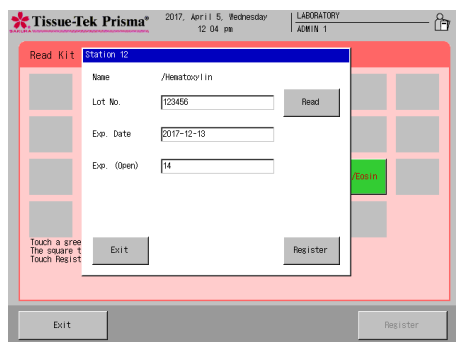 Tissue-Tek Prisma®
SAKURA
2017, April 5, Wednesday
12 04 pm
LABORATORY
ADMIN 1
Read Kit
Station 12
Name
/Hematoxylin
Lot No.
123456
Read
Exp. Date
2017-12-13
Exp. (Open)
14
/Eosin
Touch a gree
The square t
Touch Regist
Exit
Register
Exit
Register